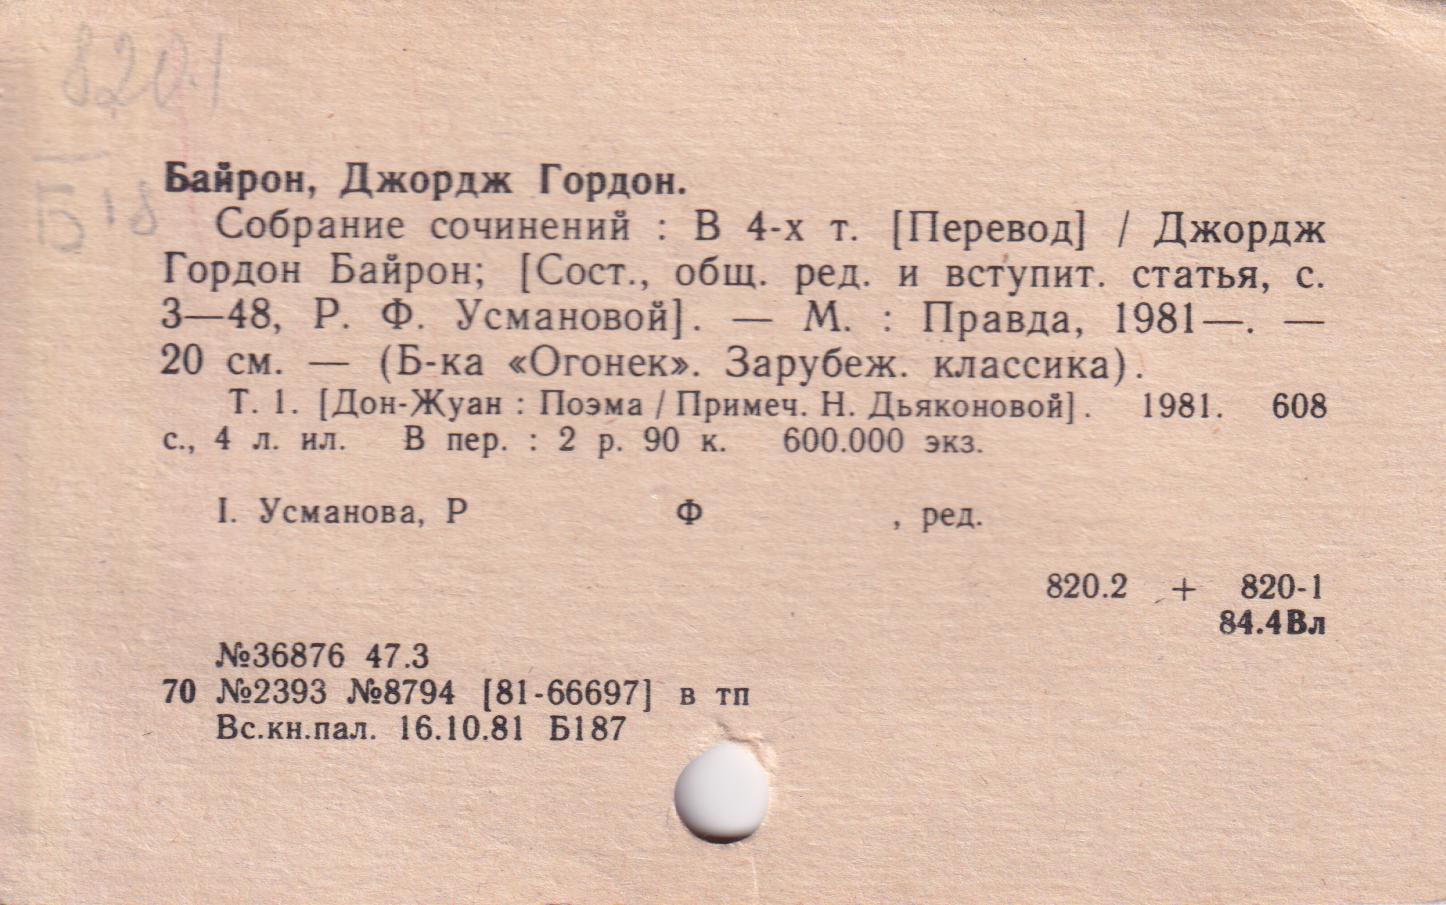 820.1
Б18
Байрон, Джордж Гордон.
Собрание сочинений : В 4-х т. [Перевод] / Джордж
Гордон Байрон; [Сост., общ. ред. и вступит. статья, с.
3—48, Р. Ф. Усмановой]. — М. : Правда, 1981—. —
20 см. — (Б-ка «Огонек». Зарубеж. классика).
Т. 1. [Дон-Жуан : Поэма / Примеч. Н. Дьяконовой]. 1981. 608
с., 4 л. ил. В пер. : 2 р. 90 к. 600.000 экз.
I. Усманова, Р Ф , ред.
820.2 + 820-1
84.4Вл
№36876 47.3
70 №2393 №8794 [81-66697] в тп
Вс.кн.пал. 16.10.81 Б187